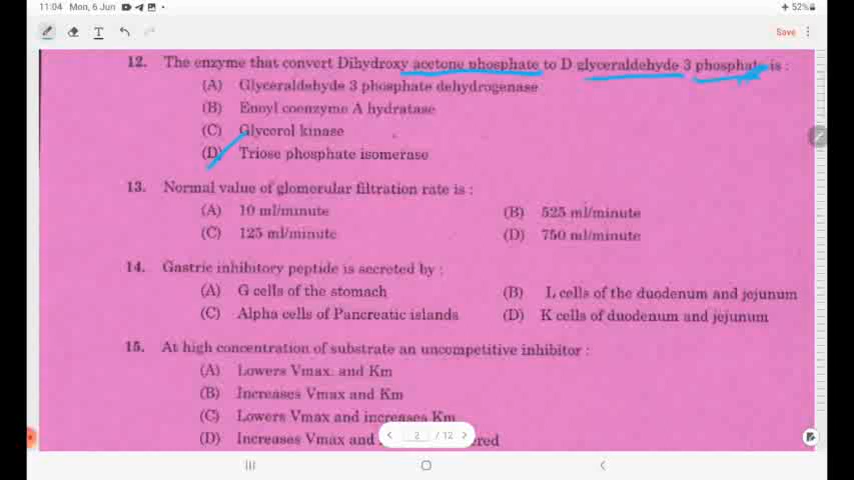 11:04 Mon, 6 Jun
52%
Save
12. The enzyme that convert Dihydroxy acetone phosphate to D glyceraldehyde 3 phosphate is :
(A) Glyceraldehyde 3 phosphate dehydrogenase
(B) Enoyl coenzyme A hydratase
(C) Glycerol kinase
(D) Triose phosphate isomerase
13. Normal value of glomerular filtration rate is :
(A) 10 ml/minute (B) 525 ml/minute
(C) 125 ml/minute (D) 750 ml/minute
14. Gastric inhibitory peptide is secreted by :
(A) G cells of the stomach (B) L cells of the duodenum and jejunum
(C) Alpha cells of Pancreatic islands (D) K cells of duodenum and jejunum
15. At high concentration of substrate an uncompetitive inhibitor :
(A) Lowers Vmax. and Km
(B) Increases Vmax and Km
(C) Lowers Vmax and increases Km
(D) Increases Vmax and
2 / 12